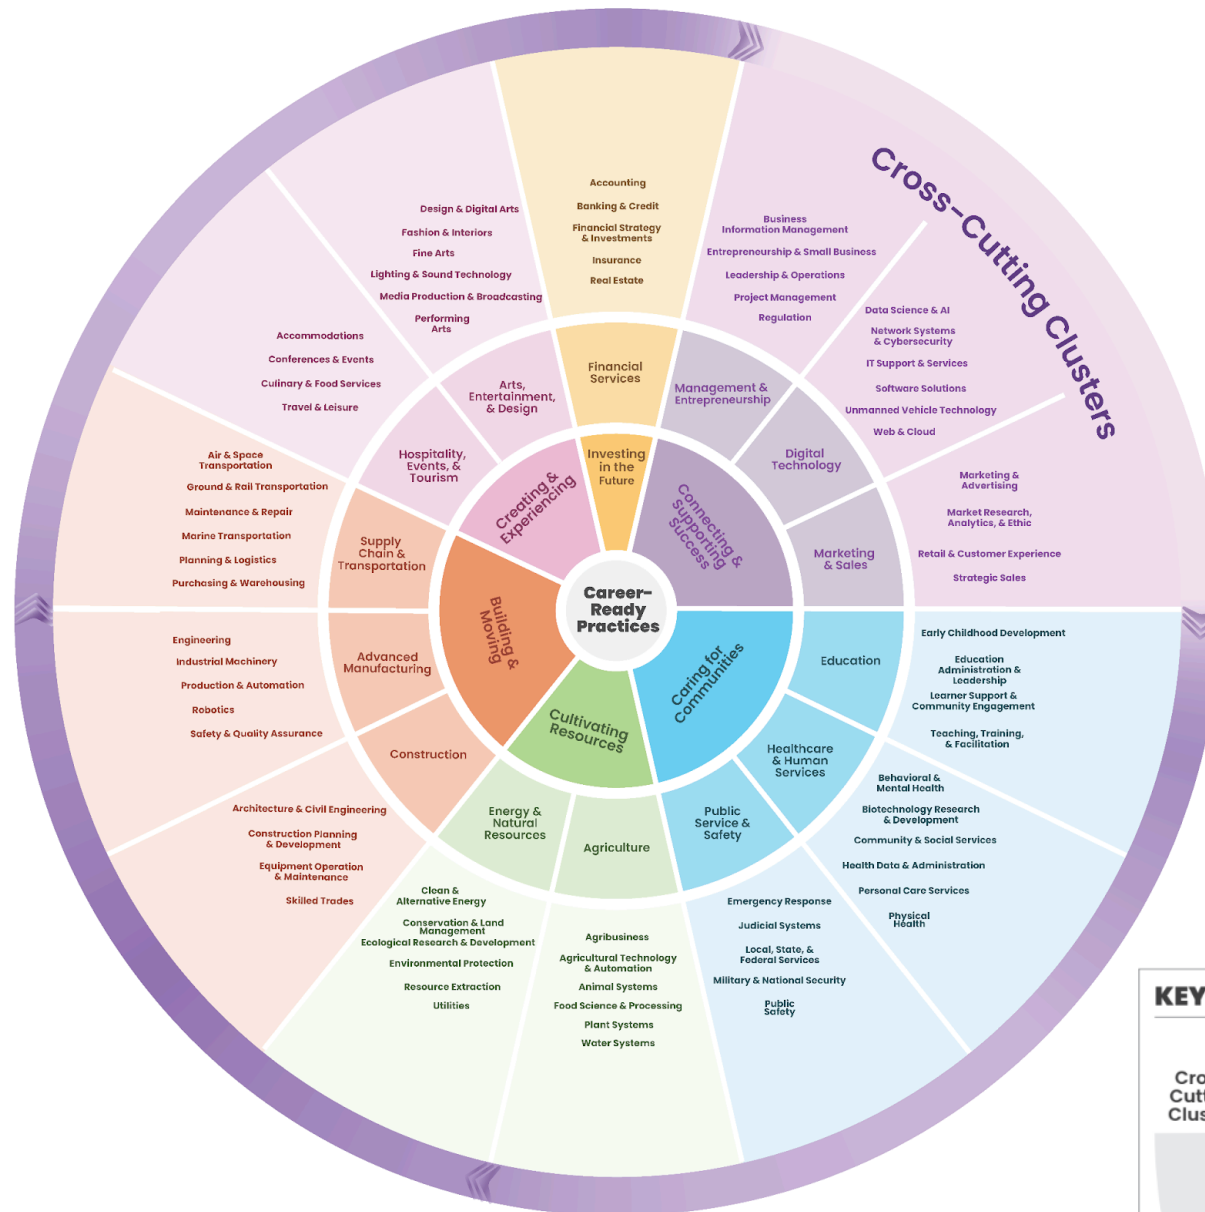 Cross-Cutting Clusters
Career-
Ready
Practices
Investing
in the
Future
Financial
Services
Accounting
Banking & Credit
Financial Strategy
& Investments
Insurance
Real Estate
Connecting &
Supporting
Success
Management &
Entrepreneurship
Business
Information Management
Entrepreneurship & Small Business
Leadership & Operations
Project Management
Regulation
Digital
Technology
Data Science & AI
Network Systems
& Cybersecurity
IT Support & Services
Software Solutions
Unmanned Vehicle Technology
Web & Cloud
Marketing
& Sales
Marketing &
Advertising
Market Research,
Analytics, & Ethic
Retail & Customer Experience
Strategic Sales
Caring for
Communities
Education
Early Childhood Development
Education
Administration &
Leadership
Learner Support &
Community Engagement
Teaching, Training,
& Facilitation
Healthcare
& Human
Services
Behavioral &
Mental Health
Biotechnology Research
& Development
Community & Social Services
Health Data & Administration
Personal Care Services
Physical
Health
Public
Service &
Safety
Emergency Response
Judicial Systems
Local, State, &
Federal Services
Military & National Security
Public
Safety
Cultivating
Resources
Agriculture
Agribusiness
Agricultural Technology
& Automation
Animal Systems
Food Science & Processing
Plant Systems
Water Systems
Energy &
Natural
Resources
Clean &
Alternative Energy
Conservation & Land
Management
Ecological Research & Development
Environmental Protection
Resource Extraction
Utilities
Building &
Moving
Construction
Architecture & Civil Engineering
Construction Planning
& Development
Equipment Operation
& Maintenance
Skilled Trades
Advanced
Manufacturing
Engineering
Industrial Machinery
Production & Automation
Robotics
Safety & Quality Assurance
Supply
Chain &
Transportation
Air & Space
Transportation
Ground & Rail Transportation
Maintenance & Repair
Marine Transportation
Planning & Logistics
Purchasing & Warehousing
Creating &
Experiencing
Hospitality,
Events, &
Tourism
Accommodations
Conferences & Events
Culinary & Food Services
Travel & Leisure
Arts,
Entertainment,
& Design
Design & Digital Arts
Fashion & Interiors
Fine Arts
Lighting & Sound Technology
Media Production & Broadcasting
Performing
Arts
KEY
Cro
Cutt
Clus